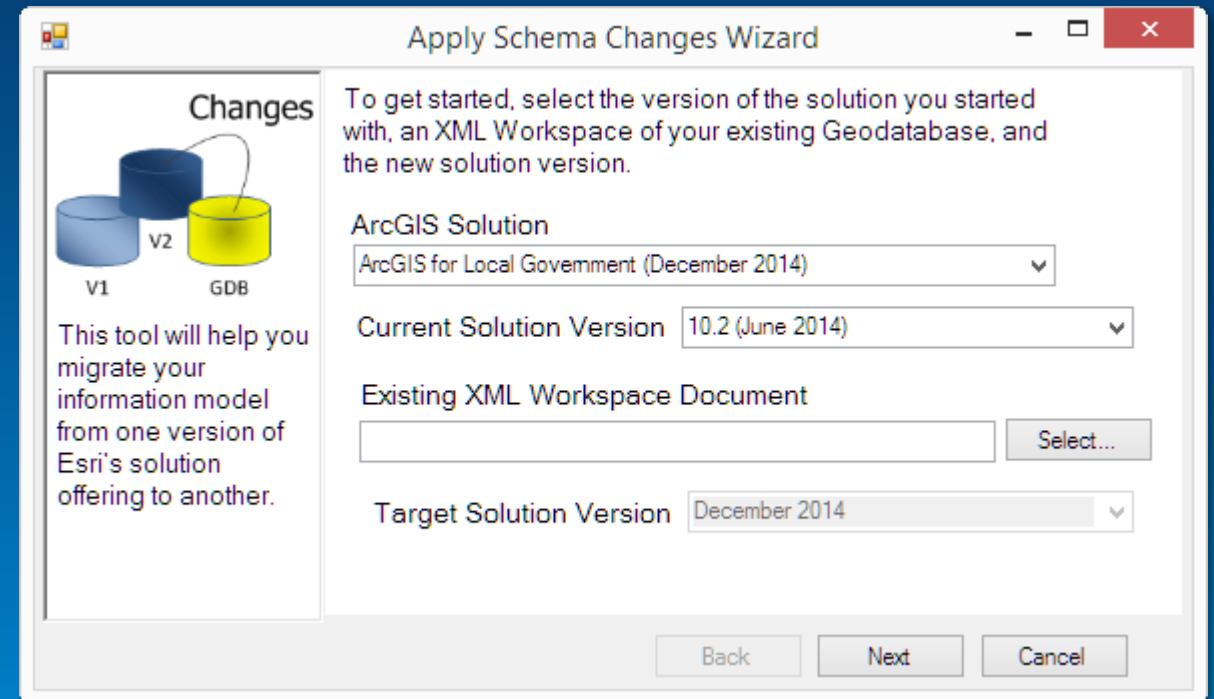 Apply Schema Changes Wizard
Changes
V2
V1
GDB
This tool will help you
migrate your
information model
from one version of
Esri's solution
offering to another.
To get started, select the version of the solution you started
with, an XML Workspace of your existing Geodatabase, and
the new solution version.
ArcGIS Solution
ArcGIS for Local Government (December 2014)
Current Solution Version 10.2 (June 2014)
Existing XML Workspace Document
Select...
Target Solution Version December 2014
Back Next Cancel